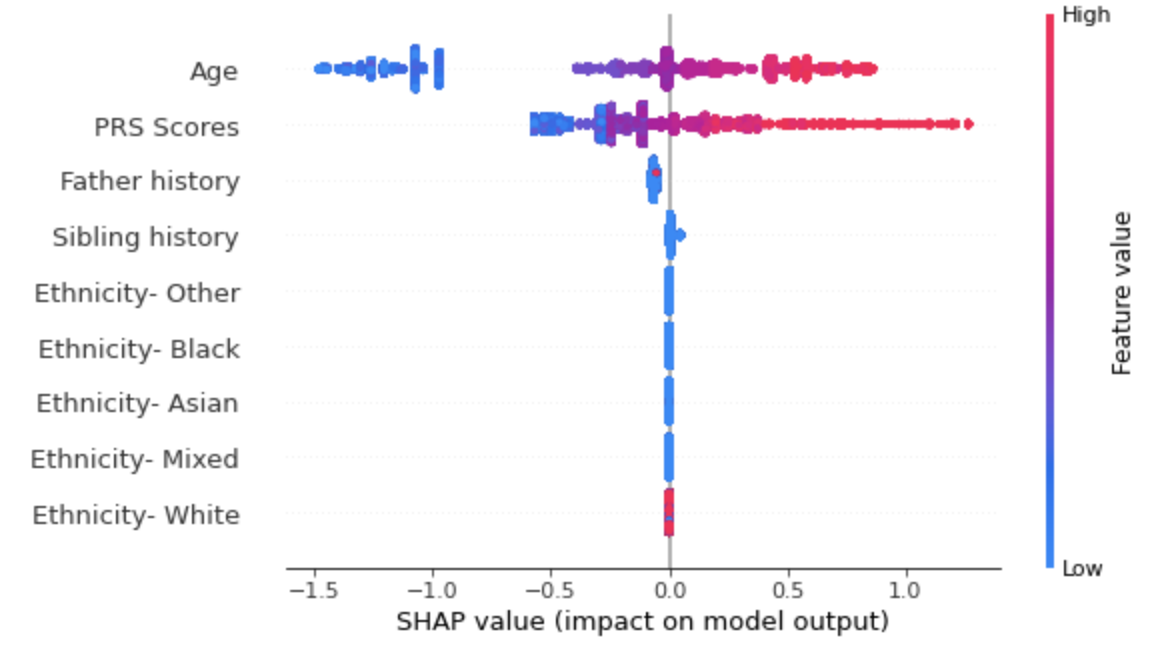 High
Age
PRS Scores
Father history
Sibling history
Ethnicity- Other
Ethnicity- Black
Ethnicity- Asian
Ethnicity- Mixed
Ethnicity- White
Feature value
Low
−1.5 −1.0 −0.5 0.0 0.5 1.0
SHAP value (impact on model output)